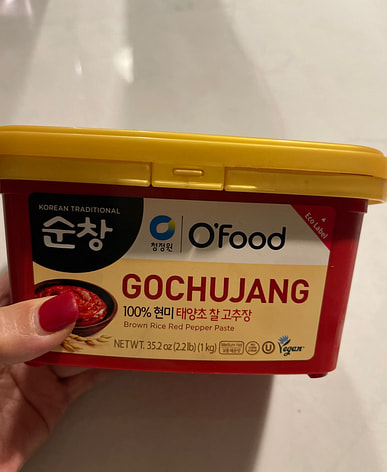 KOREAN TRADITIONAL
순창
청정원
O'Food
Eco Label
GOCHUJANG
100% 현미 태양초 찰 고추장
Brown Rice Red Pepper Paste
NET WT. 35.2 oz (2.2 lb) (1 kg)
Vegan